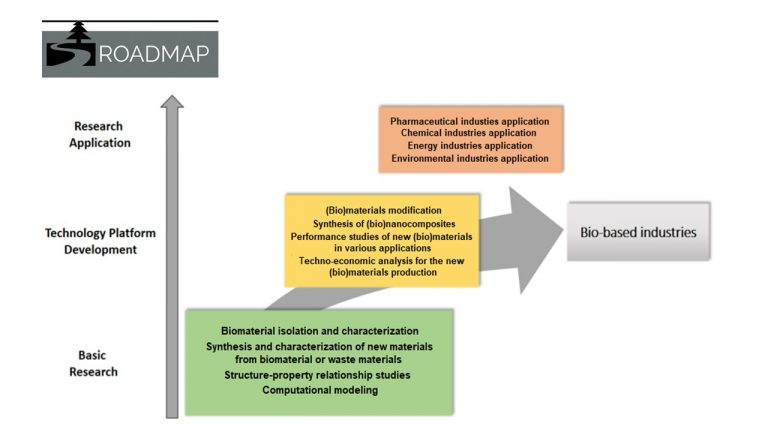 ROADMAP
Research
Application
Pharmaceutical industies application
Chemical industries application
Energy industries application
Environmental industries application
Technology Platform
Development
(Bio)materials modification
Synthesis of (bio)nanocomposites
Performance studies of new (bio)materials
in various applications
Techno-economic analysis for the new
(bio)materials production
Bio-based industries
Basic
Research
Biomaterial isolation and characterization
Synthesis and characterization of new materials
from biomaterial or waste materials
Structure-property relationship studies
Computational modeling